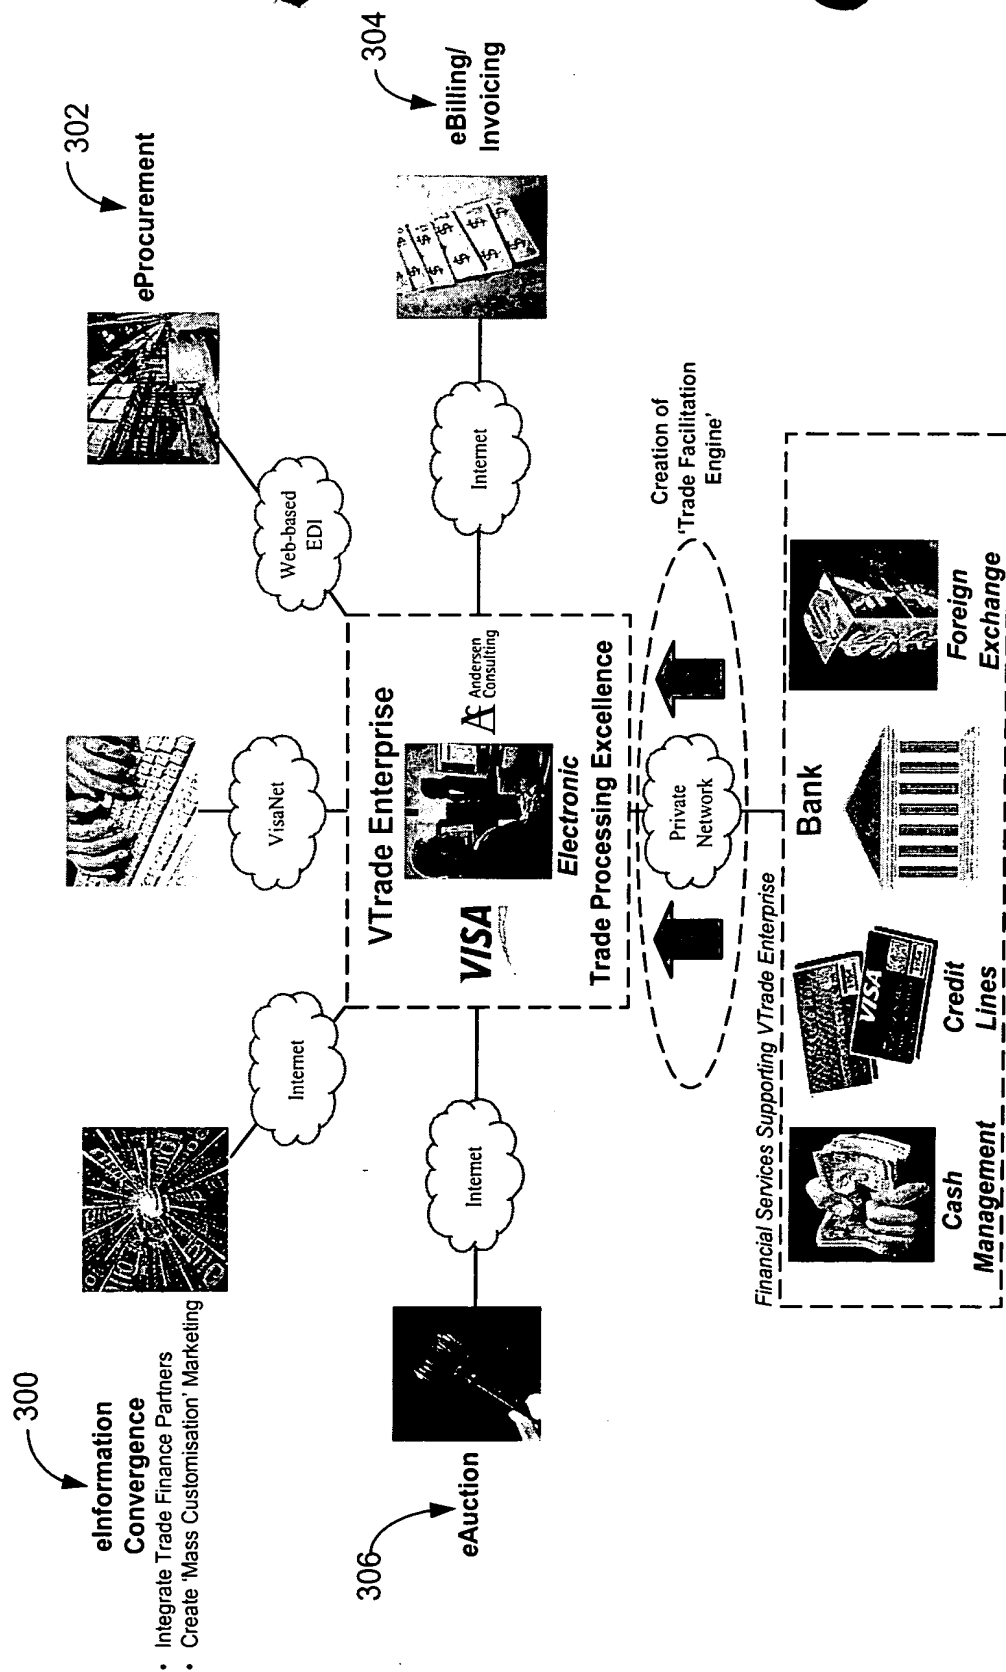 300
eInformation
Convergence
• Integrate Trade Finance Partners
• Create 'Mass Customisation' Marketing
302
eProcurement
304
eBilling/
Invoicing
306
eAuction
Internet
VisaNet
Web-based
EDI
Internet
Internet
VTrade Enterprise
VISA
Andersen
Consulting
Electronic
Trade Processing Excellence
Private
Network
Creation of
'Trade Facilitation
Engine'
Financial Services Supporting VTrade Enterprise
Bank
VISA
Cash
Management
Credit
Lines
Foreign
Exchange